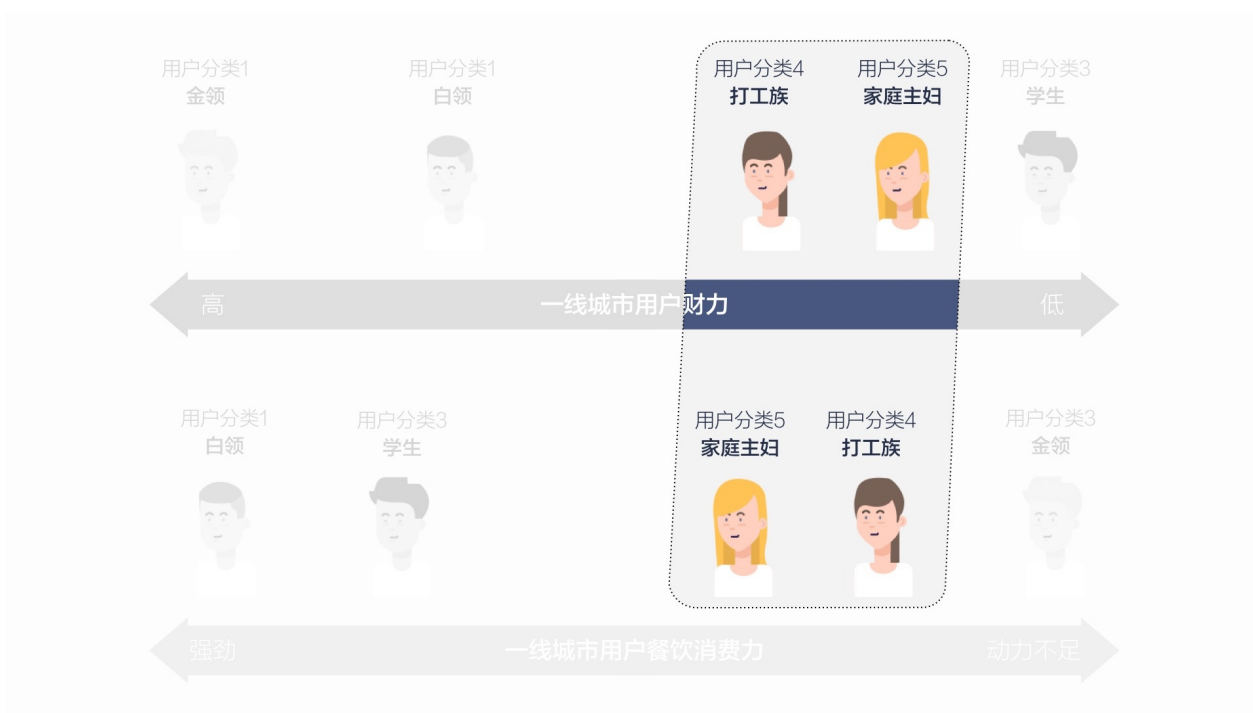 用户分类1
金领
用户分类1
白领
用户分类4
打工族
用户分类5
家庭主妇
用户分类3
学生
高
一线城市用户财力
低
用户分类1
白领
用户分类3
学生
用户分类5
家庭主妇
用户分类4
打工族
用户分类3
金领
强劲
一线城市用户餐饮消费力
动力不足